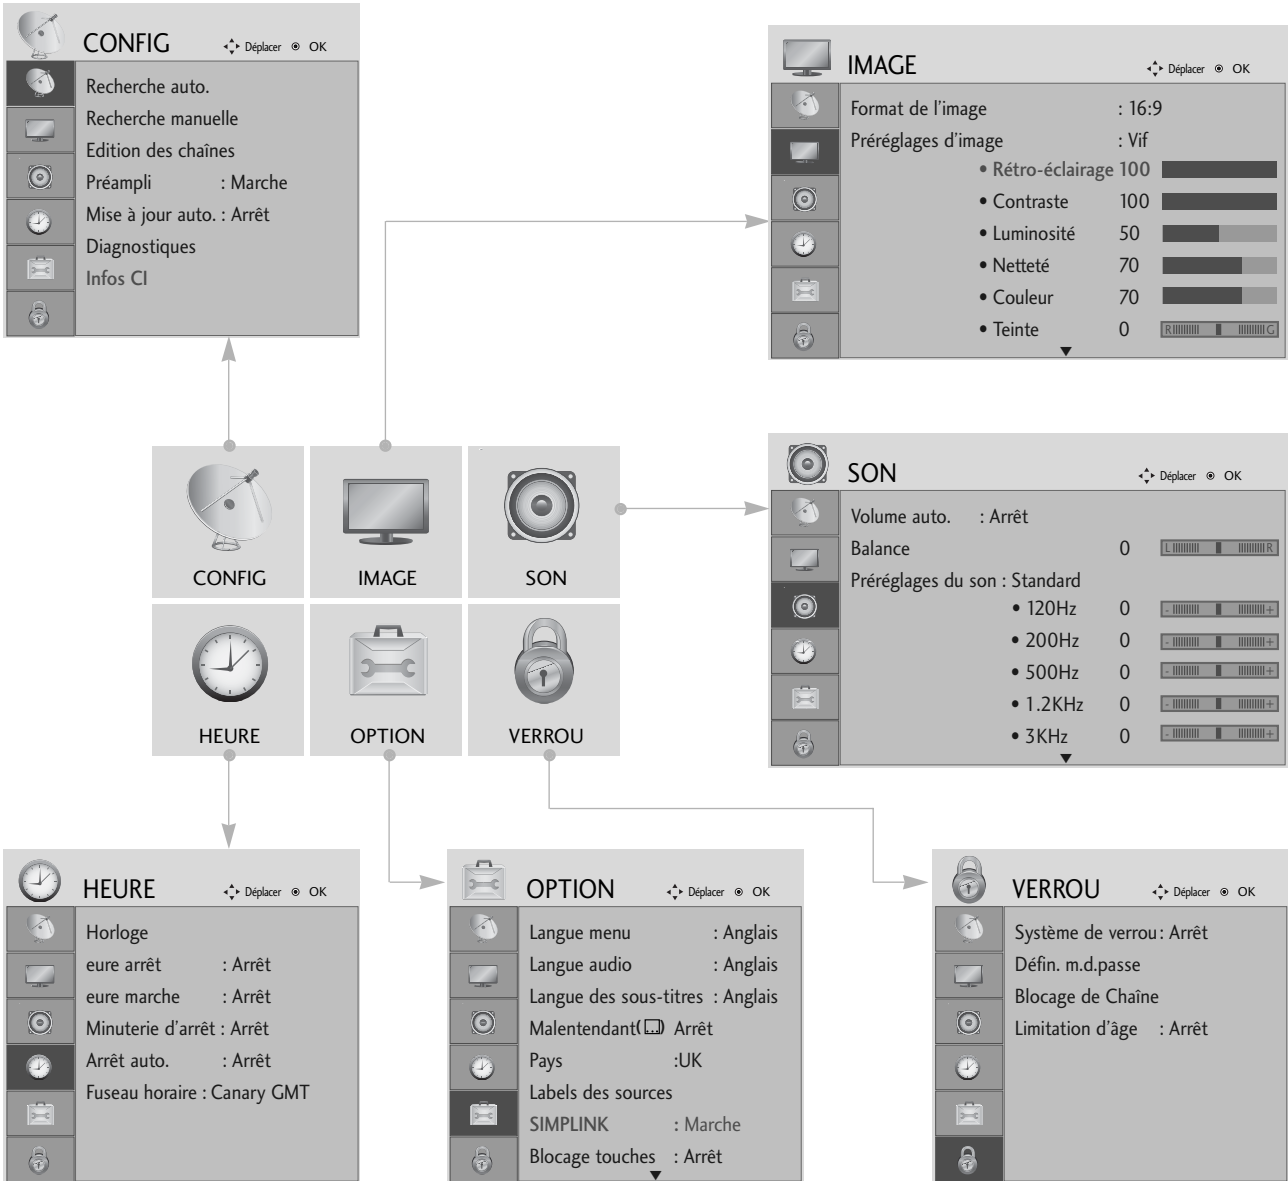 CONFIG
Déplacer OK
Recherche auto.
Recherche manuelle
Edition des chaînes
Préampli : Marche
Mise à jour auto. : Arrêt
Diagnostiques
Infos CI
IMAGE
Déplacer OK
Format de l'image : 16:9
Préréglages d'image : Vif
• Rétro-éclairage 100
• Contraste 100
• Luminosité 50
• Netteté 70
• Couleur 70
• Teinte 0 R G
CONFIG
IMAGE
SON
HEURE
OPTION
VERROU
SON
Déplacer OK
Volume auto. : Arrêt
Balance 0 L R
Préréglages du son : Standard
• 120Hz 0 - +
• 200Hz 0 - +
• 500Hz 0 - +
• 1.2KHz 0 - +
• 3KHz 0 - +
HEURE
Déplacer OK
Horloge
eure arrêt : Arrêt
eure marche : Arrêt
Minuterie d'arrêt : Arrêt
Arrêt auto. : Arrêt
Fuseau horaire : Canary GMT
OPTION
Déplacer OK
Langue menu : Anglais
Langue audio : Anglais
Langue des sous-titres : Anglais
Malentendant( ) Arrêt
Pays :UK
Labels des sources
SIMPLINK : Marche
Blocage touches : Arrêt
VERROU
Déplacer OK
Système de verrou : Arrêt
Défin. m.d.passe
Blocage de Chaîne
Limitation d'âge : Arrêt